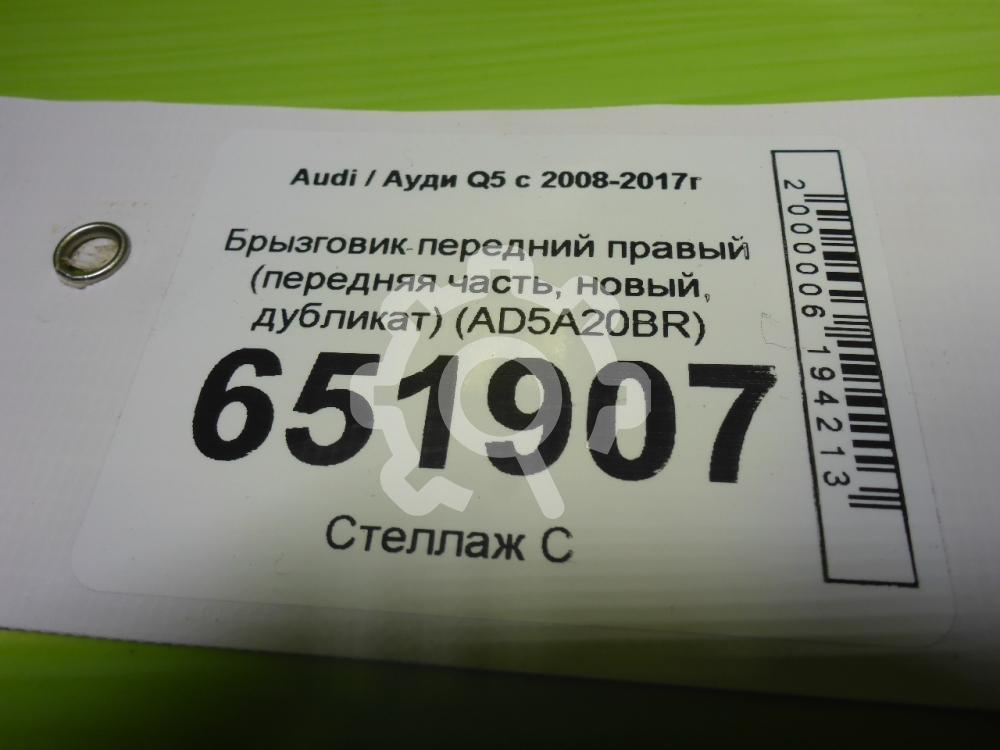 Audi / Ауди Q5 с 2008-2017г
Брызговик передний правый
(передняя часть, новый,
дубликат) (AD5A20BR)
651907
Стеллаж С
2000006194213